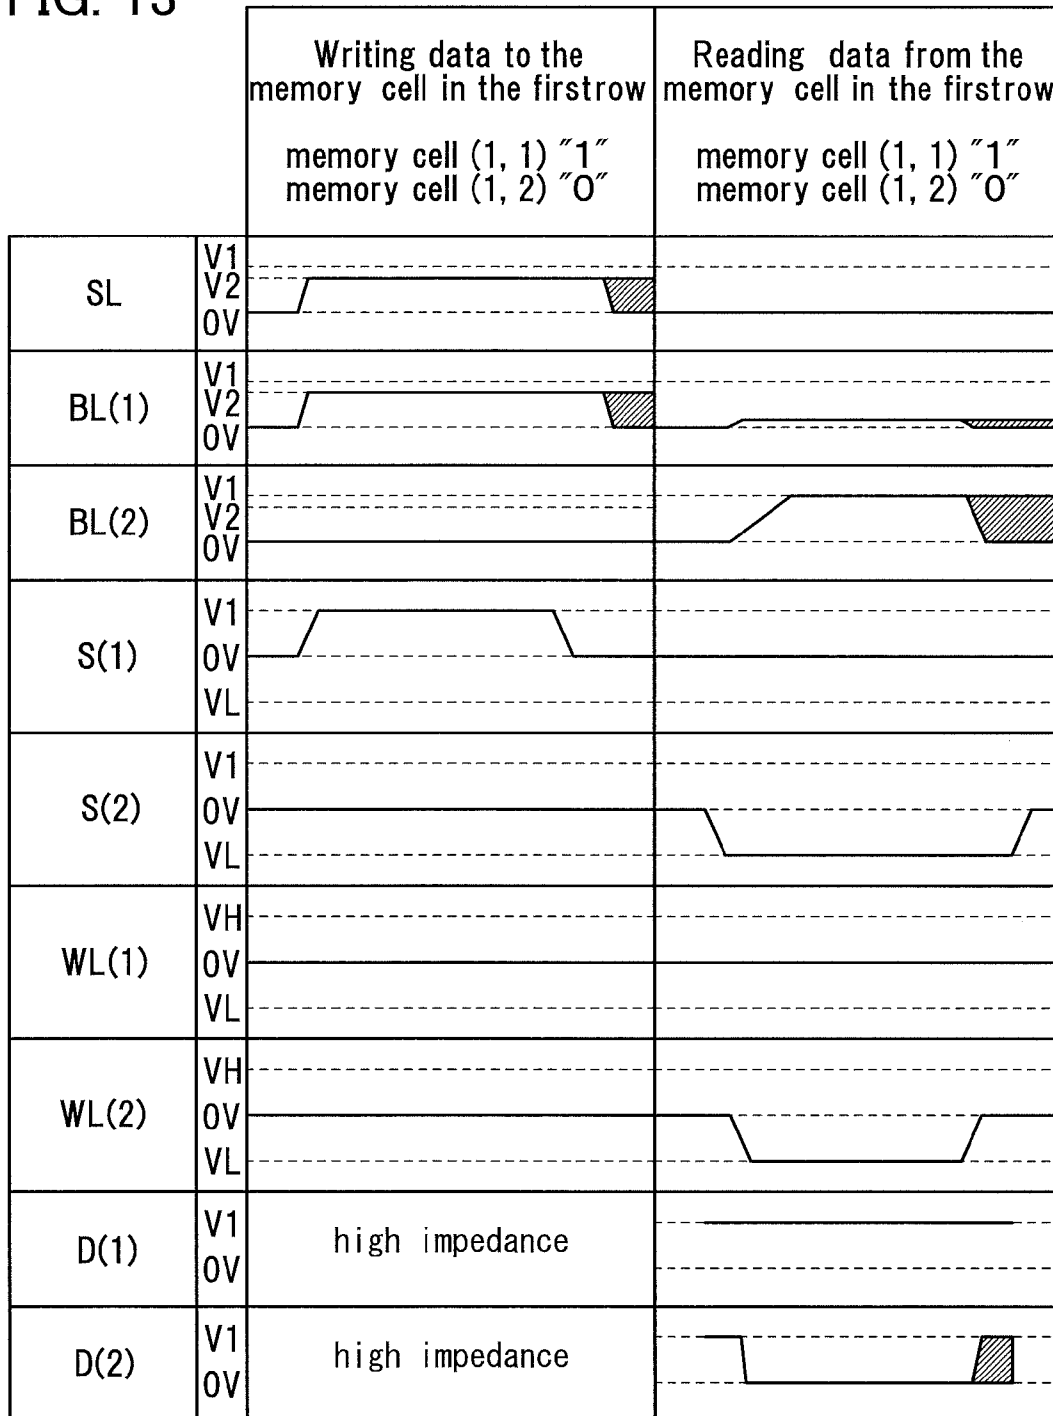 FIG. 13
Writing data to the
memory cell in the firstrow
memory cell (1, 1) ″1″
memory cell (1, 2) ″0″
Reading data from the
memory cell in the firstrow
memory cell (1, 1) ″1″
memory cell (1, 2) ″0″
SL
V1
V2
0V
BL(1)
V1
V2
0V
BL(2)
V1
V2
0V
S(1)
V1
0V
VL
S(2)
V1
0V
VL
WL(1)
VH
0V
VL
WL(2)
VH
0V
VL
D(1)
V1
0V
high impedance
D(2)
V1
0V
high impedance